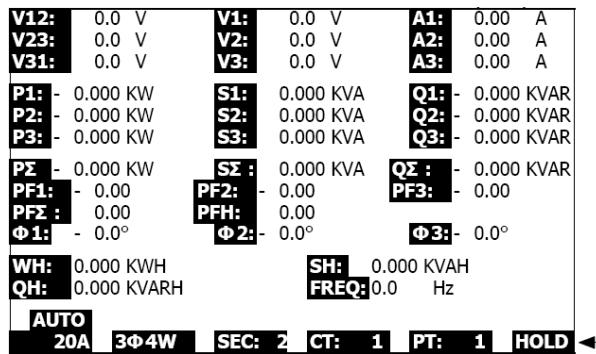 V12: 0.0 V V1: 0.0 V A1: 0.00 A
V23: 0.0 V V2: 0.0 V A2: 0.00 A
V31: 0.0 V V3: 0.0 V A3: 0.00 A
P1: - 0.000 KW S1: 0.000 KVA Q1: - 0.000 KVAR
P2: - 0.000 KW S2: 0.000 KVA Q2: - 0.000 KVAR
P3: - 0.000 KW S3: 0.000 KVA Q3: - 0.000 KVAR
PΣ - 0.000 KW SΣ : 0.000 KVA QΣ : - 0.000 KVAR
PF1: - 0.00 PF2: - 0.00 PF3: - 0.00
PFΣ : 0.00 PFH: 0.00
Φ1: - 0.0° Φ2: - 0.0° Φ3: - 0.0°
WH: 0.000 KWH SH: 0.000 KVAH
QH: 0.000 KVARH FREQ: 0.0 Hz
AUTO
20A 3Φ4W SEC: 2 CT: 1 PT: 1 HOLD